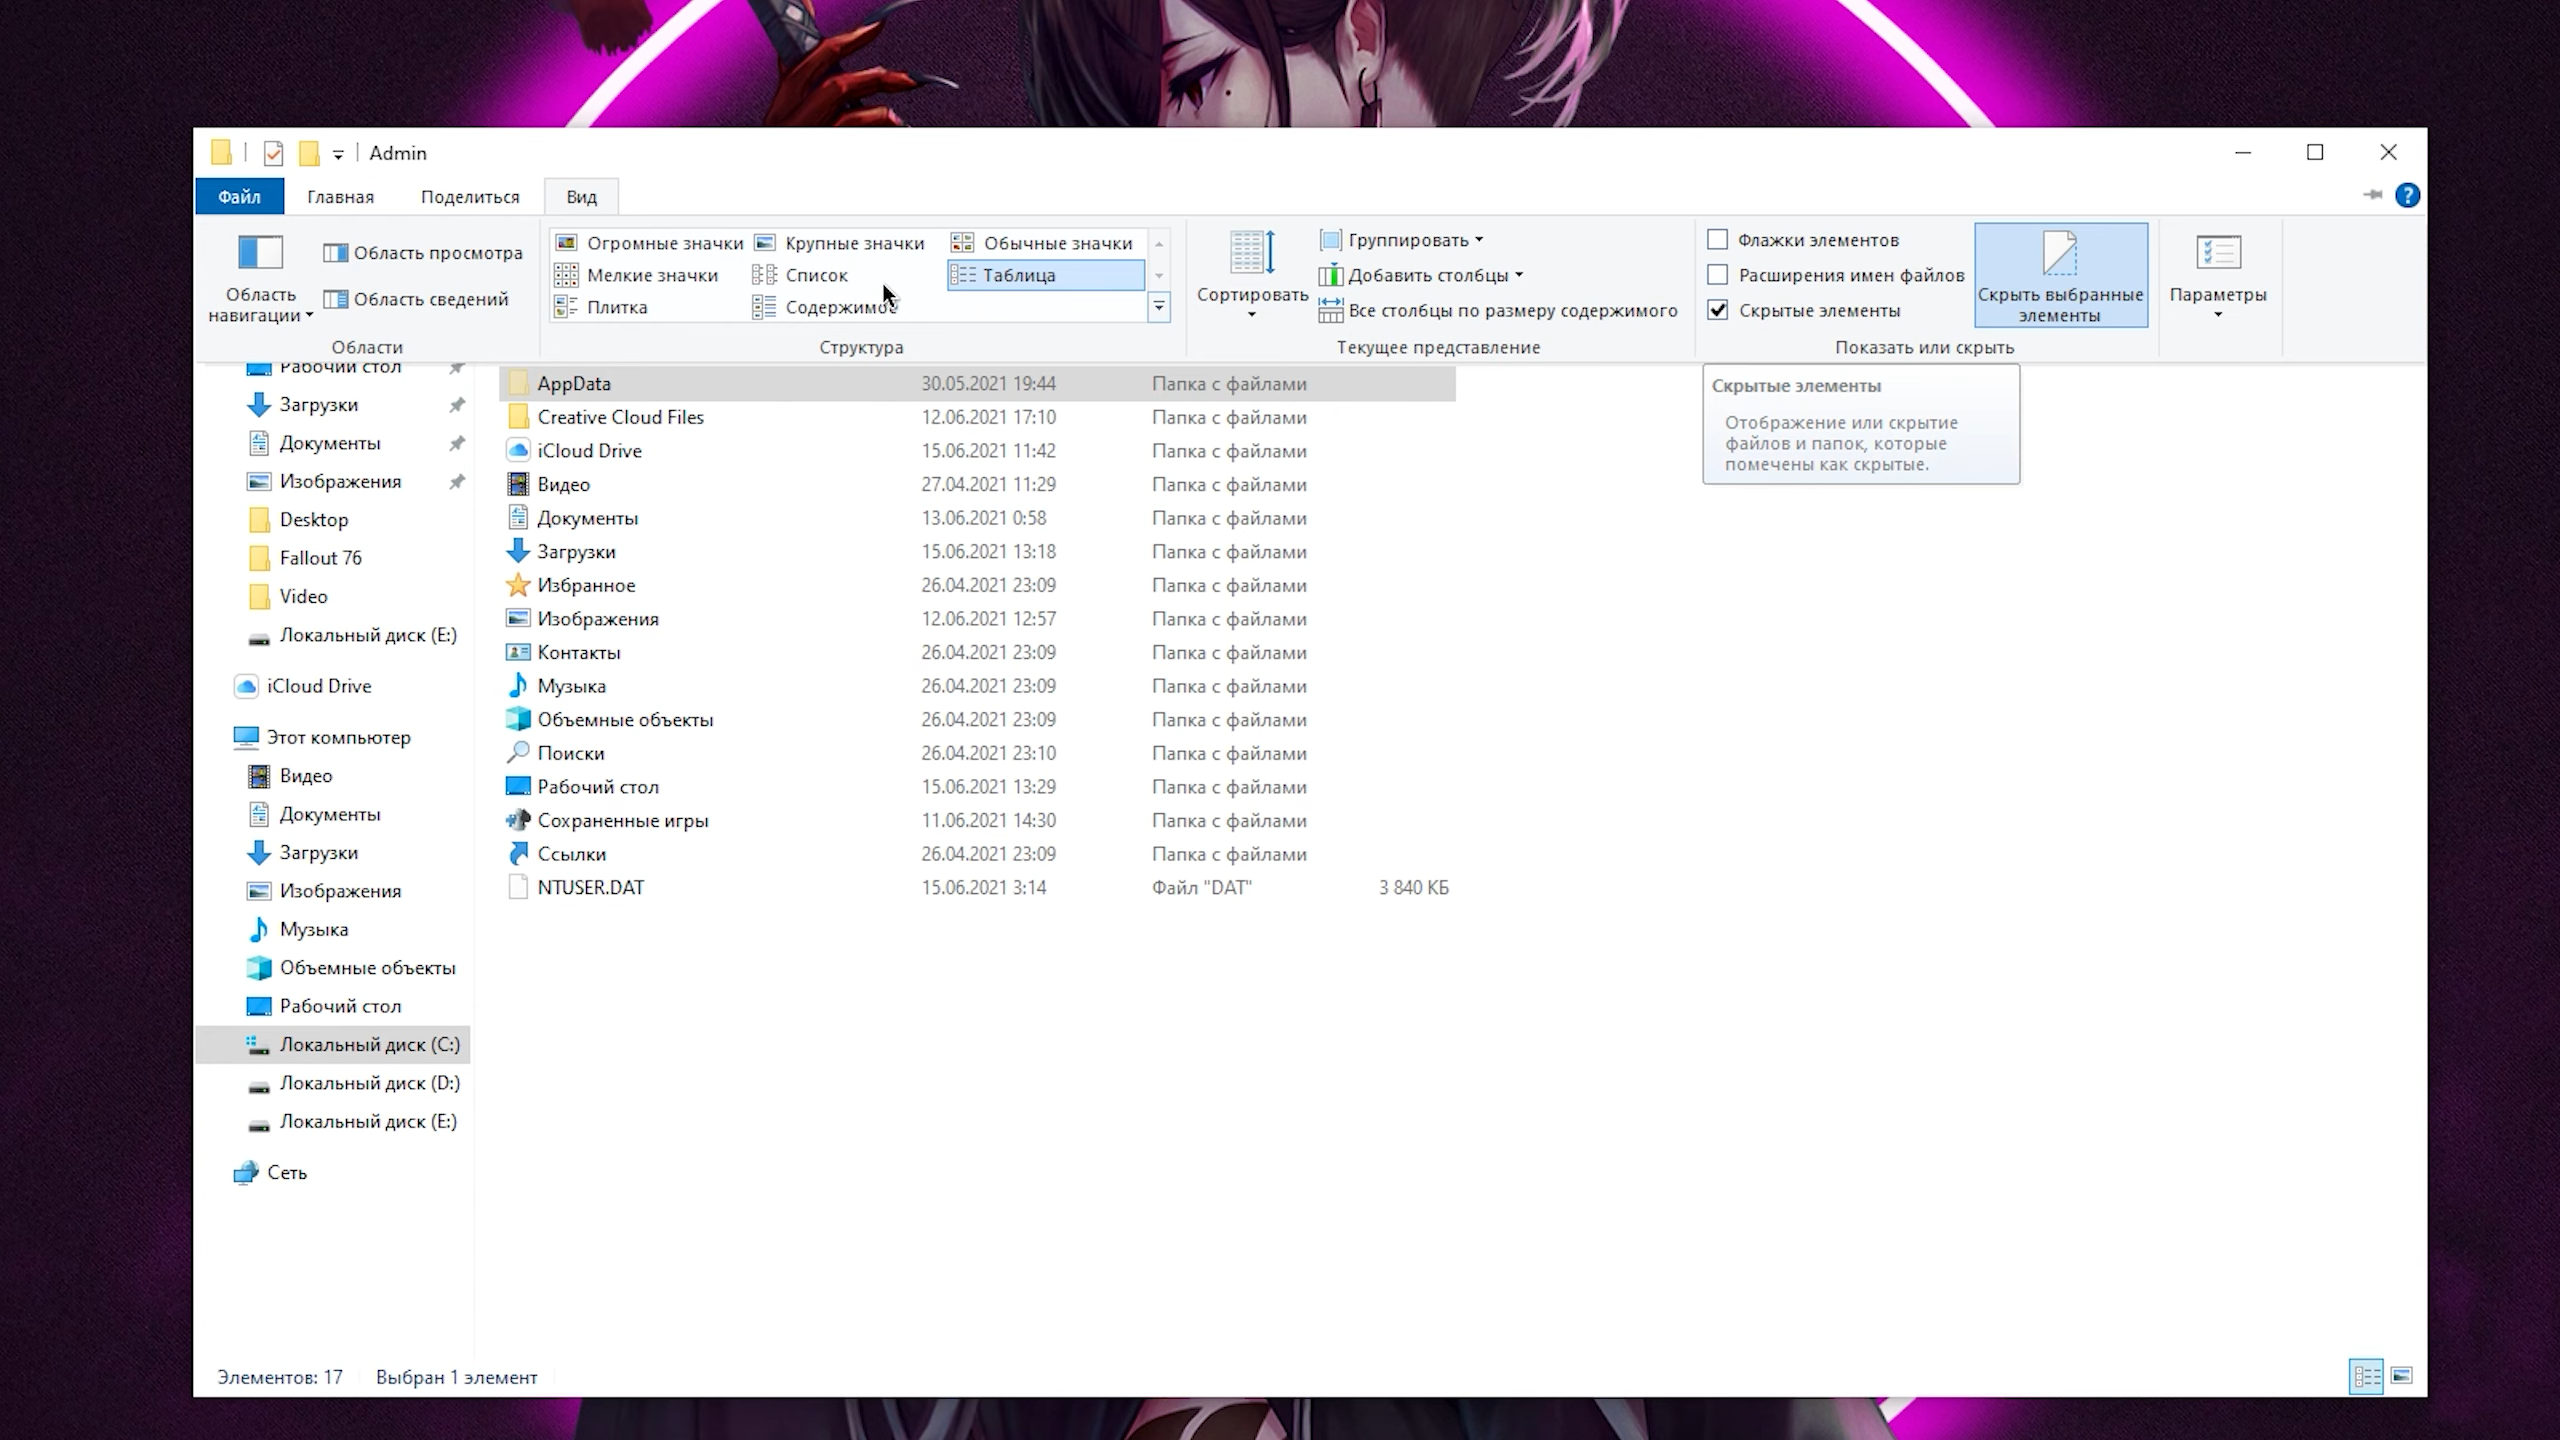 Admin
Файл Главная Поделиться Вид
Область навигации
Область просмотра
Область сведений
Области
Огромные значки Крупные значки Обычные значки
Мелкие значки Список Таблица
Плитка Содержимое
Структура
Сортировать
Группировать
Добавить столбцы
Все столбцы по размеру содержимого
Текущее представление
Флажки элементов
Расширения имен файлов
Скрытые элементы
Скрыть выбранные
элементы
Показать или скрыть
Параметры
?
Скрытые элементы
Отображение или скрытие
файлов и папок, которые
помечены как скрытые.
Рабочий стол
Загрузки
Документы
Изображения
Desktop
Fallout 76
Video
Локальный диск (E:)
iCloud Drive
Этот компьютер
Видео
Документы
Загрузки
Изображения
Музыка
Объемные объекты
Рабочий стол
Локальный диск (C:)
Локальный диск (D:)
Локальный диск (E:)
Сеть
AppData 30.05.2021 19:44 Папка с файлами
Creative Cloud Files 12.06.2021 17:10 Папка с файлами
iCloud Drive 15.06.2021 11:42 Папка с файлами
Видео 27.04.2021 11:29 Папка с файлами
Документы 13.06.2021 0:58 Папка с файлами
Загрузки 15.06.2021 13:18 Папка с файлами
Избранное 26.04.2021 23:09 Папка с файлами
Изображения 12.06.2021 12:57 Папка с файлами
Контакты 26.04.2021 23:09 Папка с файлами
Музыка 26.04.2021 23:09 Папка с файлами
Объемные объекты 26.04.2021 23:09 Папка с файлами
Поиски 26.04.2021 23:10 Папка с файлами
Рабочий стол 15.06.2021 13:29 Папка с файлами
Сохраненные игры 11.06.2021 14:30 Папка с файлами
Ссылки 26.04.2021 23:09 Папка с файлами
NTUSER.DAT 15.06.2021 3:14 Файл "DAT" 3 840 КБ
Элементов: 17 Выбран 1 элемент